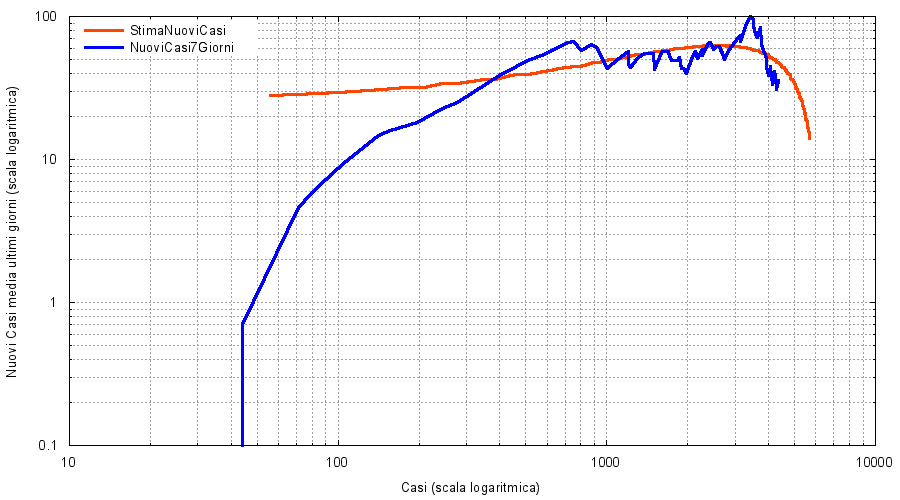 100
StimaNuoviCasi
NuoviCasi7Giorni
10
1
0.1
Nuovi Casi media ultimi giorni (scala logaritmica)
10 100 1000 10000
Casi (scala logaritmica)